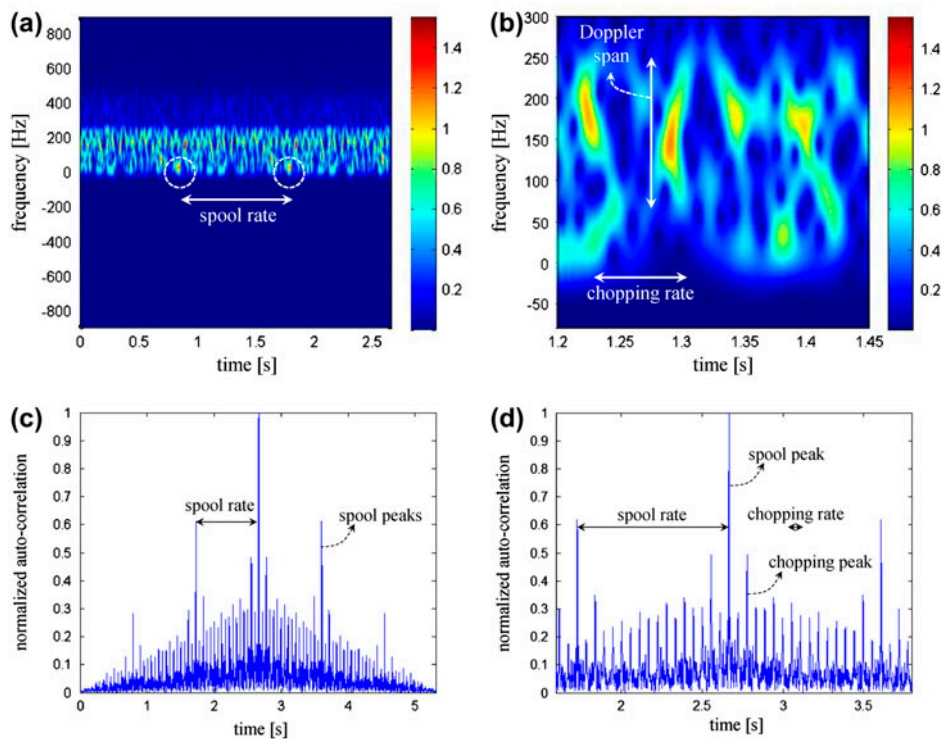 (a)
800
600
400
200
0
-200
-400
-600
-800
frequency [Hz]
spool rate
0 0.5 1 1.5 2 2.5
time [s]
1.4
1.2
1
0.8
0.6
0.4
0.2
(b)
300
250
200
150
100
50
0
-50
frequency [Hz]
Doppler
span
chopping rate
1.2 1.25 1.3 1.35 1.4 1.45
time [s]
1.4
1.2
1
0.8
0.6
0.4
0.2
(c)
1
0.9
0.8
0.7
0.6
0.5
0.4
0.3
0.2
0.1
0
normalized auto-correlation
spool rate
spool peaks
0 1 2 3 4 5
time [s]
(d)
1
0.9
0.8
0.7
0.6
0.5
0.4
0.3
0.2
0.1
0
normalized auto-correlation
spool peak
spool rate
chopping rate
chopping peak
2 2.5 3 3.5
time [s]